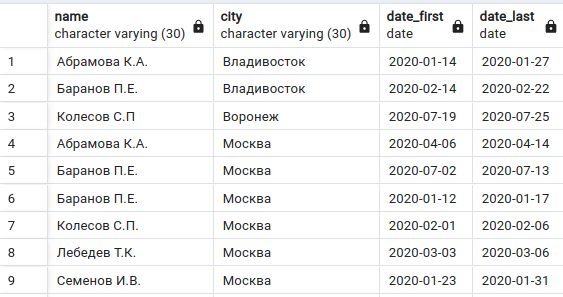 name city date_first date_last
character varying (30) character varying (30) date date
1 Абрамова К.А. Владивосток 2020-01-14 2020-01-27
2 Баранов П.Е. Владивосток 2020-02-14 2020-02-22
3 Колесов С.П Воронеж 2020-07-19 2020-07-25
4 Абрамова К.А. Москва 2020-04-06 2020-04-14
5 Баранов П.Е. Москва 2020-07-02 2020-07-13
6 Баранов П.Е. Москва 2020-01-12 2020-01-17
7 Колесов С.П. Москва 2020-02-01 2020-02-06
8 Лебедев Т.К. Москва 2020-03-03 2020-03-06
9 Семенов И.В. Москва 2020-01-23 2020-01-31